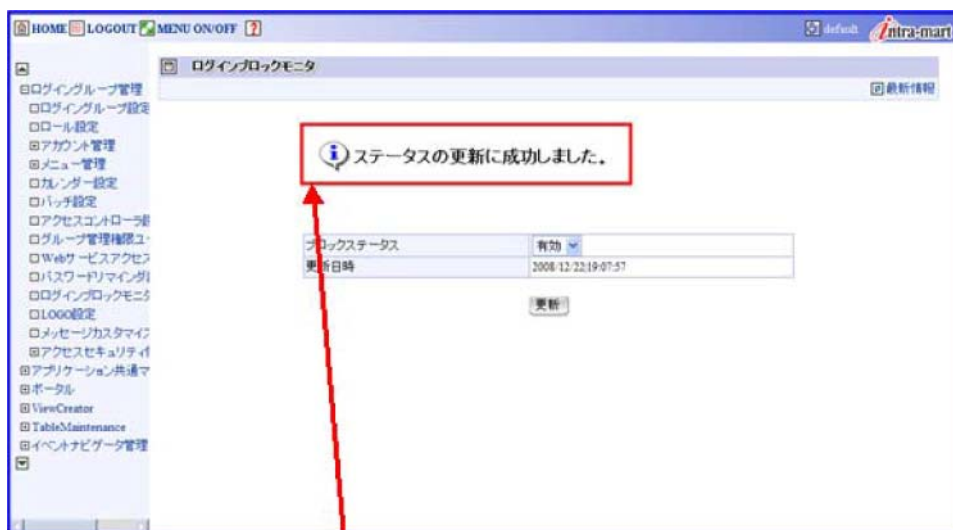 HOME LOGOUT MENU ON/OFF ?
default intra-mart
ログインブロックモニタ
最新情報
ログイングループ管理
ログイングループ設定
ロール設定
アカウント管理
メニュー管理
カレンダー設定
バッチ設定
アクセスコントローラ
グループ管理権限ユ
Webサービスアクセス
パスワードリマインダ
ログインブロックモニタ
LOGO設定
メッセージカスタマイズ
アクセスセキュリティ
アプリケーション共通マ
ポータル
ViewCreator
TableMaintenance
イベントナビゲータ管理
ステータスの更新に成功しました。
ブロックステータス 有効
更新日時 2008/12/22,19:07:57
更新